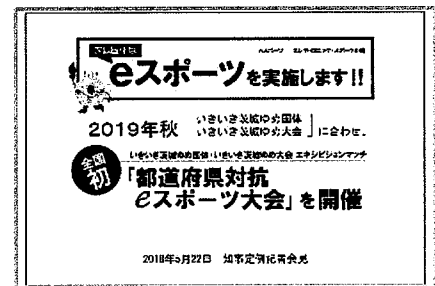 eスポーツを実施します!!
2019年秋
いきいき茨城ゆめ国体
いきいき茨城ゆめ大会
に合わせ、
いきいき茨城ゆめ国体・いきいき茨城ゆめ大会 エキシビションマッチ
全国初
「都道府県対抗
eスポーツ大会」を開催
2018年5月22日 知事定例記者会見